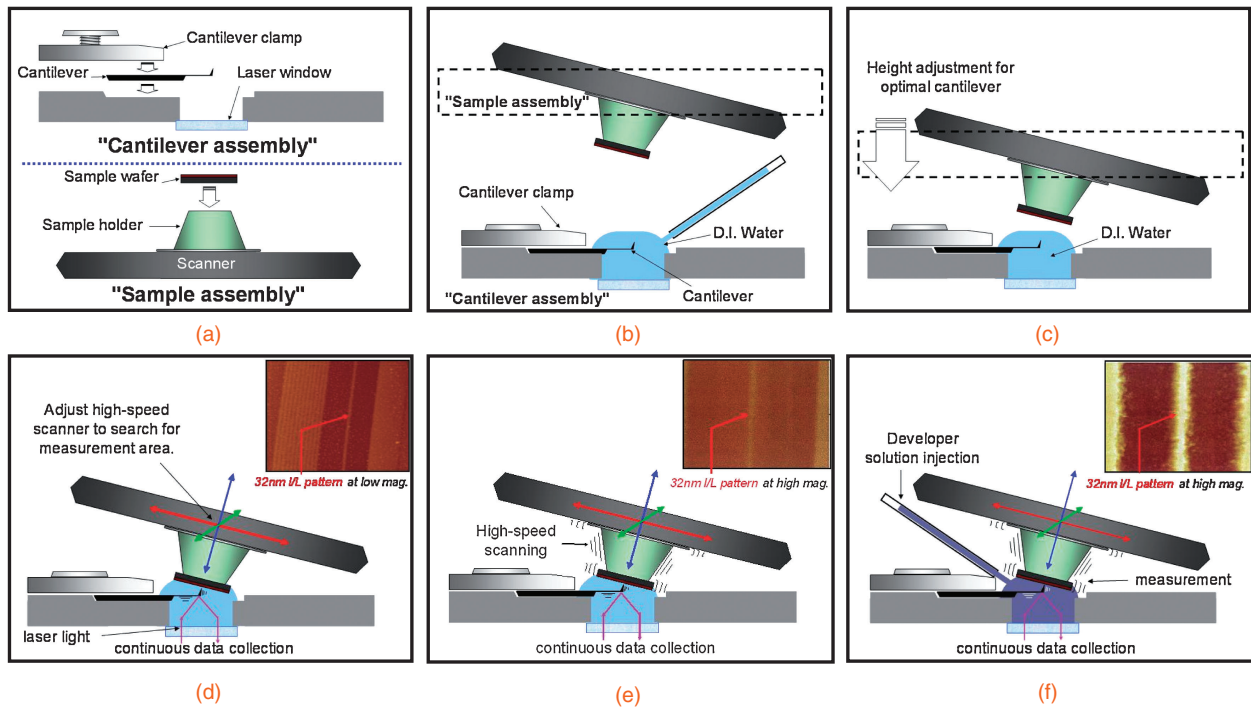 Cantilever clamp
Cantilever
Laser window
"Cantilever assembly"
Sample wafer
Sample holder
Scanner
"Sample assembly"
(a)
"Sample assembly"
Cantilever clamp
D.I. Water
"Cantilever assembly"
Cantilever
(b)
Height adjustment for
optimal cantilever
D.I. Water
(c)
Adjust high-speed
scanner to search for
measurement area.
32nm l/L pattern at low mag.
laser light
continuous data collection
(d)
32nm l/L pattern at high mag.
High-speed
scanning
continuous data collection
(e)
Developer
solution injection
32nm l/L pattern at high mag.
measurement
continuous data collection
(f)